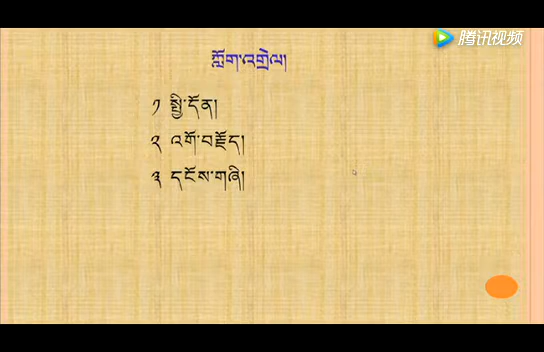 腾讯视频
ཀློག་འགྲེལ།
༡ སྤྱི་དོན།
༢ འགོ་བརྗོད།
༣ དངོས་གཞི།